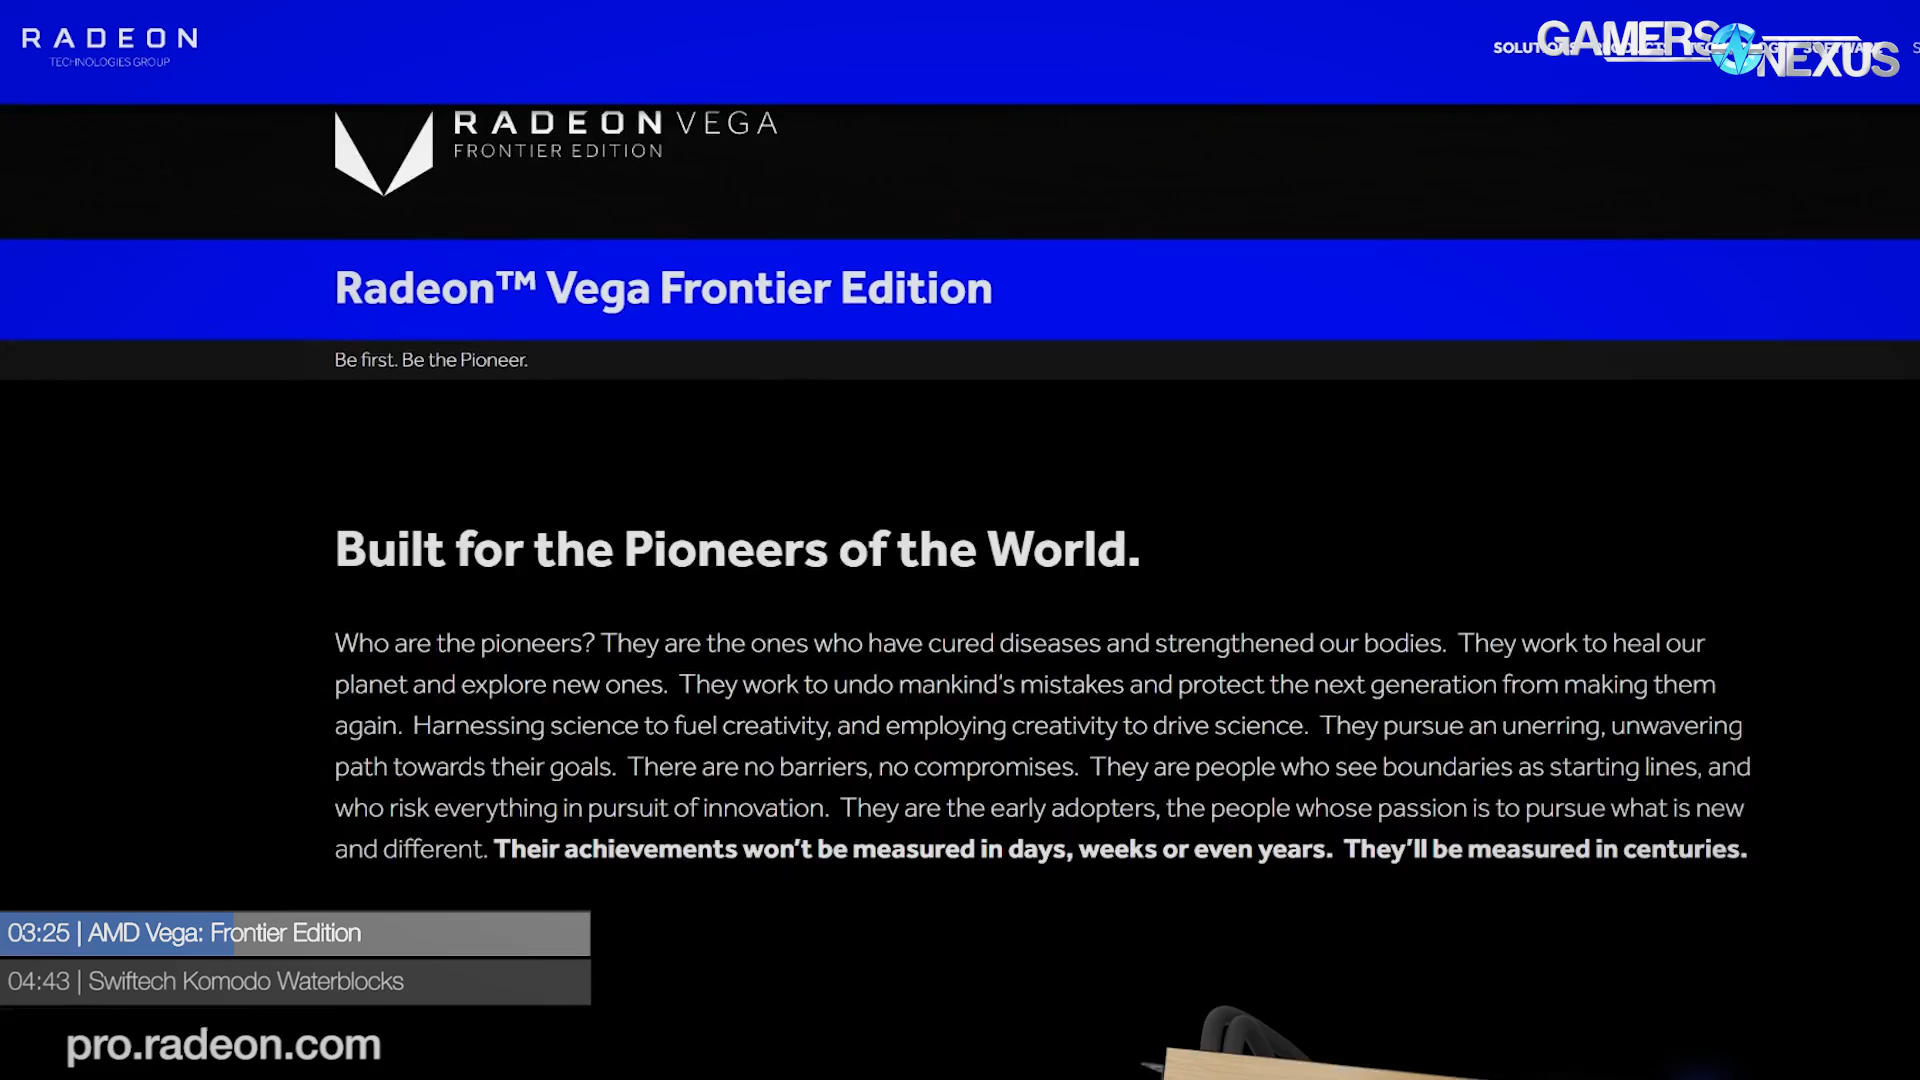 RADEON
TECHNOLOGIES GROUP
GAMERS
NEXUS
RADEON VEGA
FRONTIER EDITION
Radeon™ Vega Frontier Edition
Be first. Be the Pioneer.
Built for the Pioneers of the World.
Who are the pioneers? They are the ones who have cured diseases and strengthened our bodies. They work to heal our
planet and explore new ones. They work to undo mankind's mistakes and protect the next generation from making them
again. Harnessing science to fuel creativity, and employing creativity to drive science. They pursue an unerring, unwavering
path towards their goals. There are no barriers, no compromises. They are people who see boundaries as starting lines, and
who risk everything in pursuit of innovation. They are the early adopters, the people whose passion is to pursue what is new
and different. Their achievements won't be measured in days, weeks or even years. They'll be measured in centuries.
03:25 | AMD Vega: Frontier Edition
04:43 | Swiftech Komodo Waterblocks
pro.radeon.com